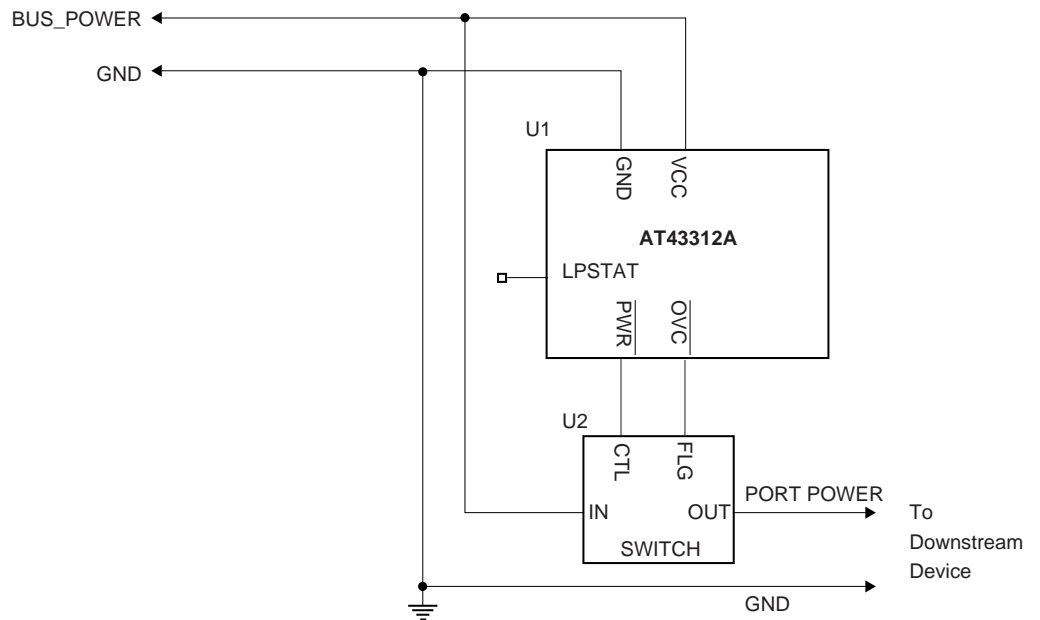 BUS_POWER
GND
U1
GND
VCC
AT43312A
LPSTAT
PWR
OVC
U2
CTL
FLG
IN
OUT
SWITCH
PORT POWER
To
Downstream
Device
GND